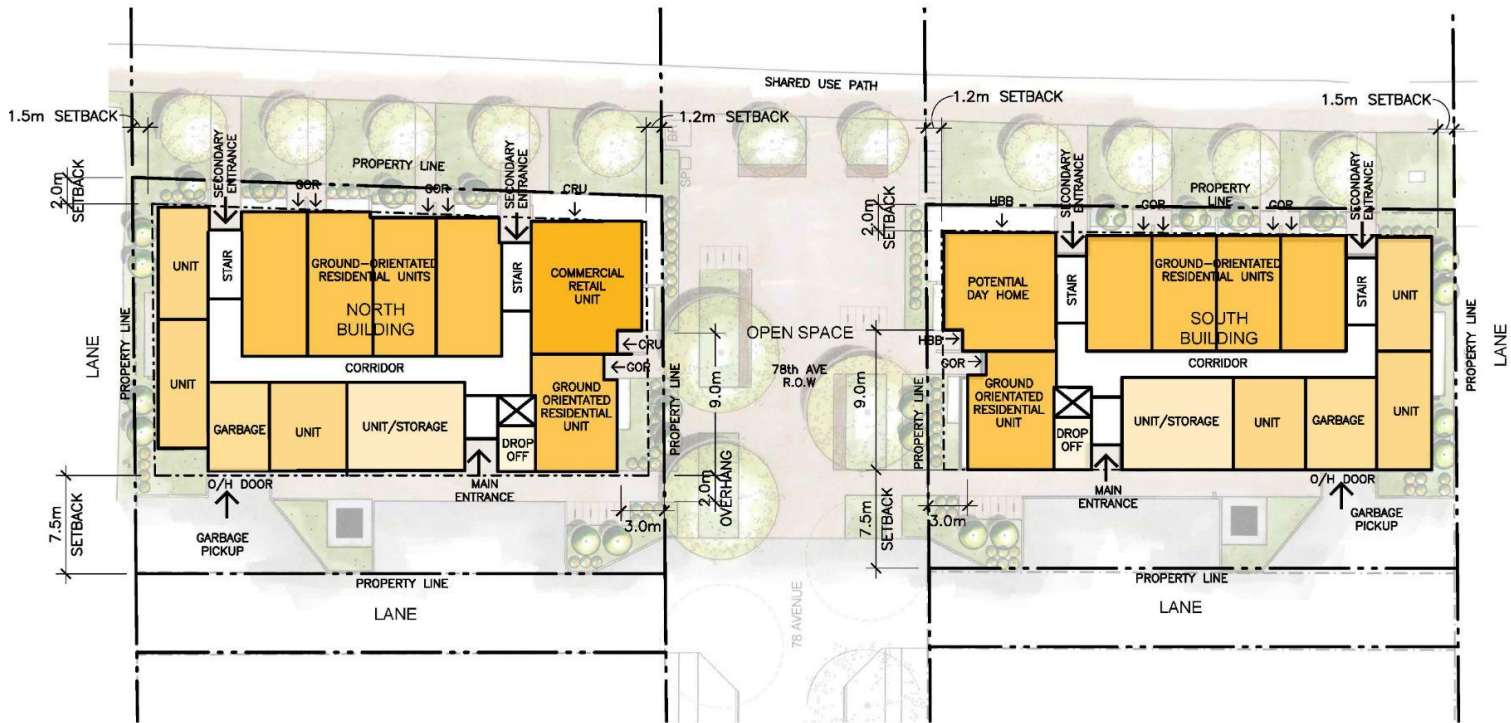 SHARED USE PATH
1.5m SETBACK
1.2m SETBACK
1.2m SETBACK
1.5m SETBACK
2.0m
SETBACK
SECONDARY
ENTRANCE
PROPERTY LINE
GOR
GOR
SECONDARY
ENTRANCE
CRU
UNIT
STAIR
GROUND-ORIENTATED
RESIDENTIAL UNITS
NORTH
BUILDING
STAIR
COMMERCIAL
RETAIL
UNIT
LANE
PROPERTY LINE
CRU
GOR
UNIT
CORRIDOR
GROUND
ORIENTATED
RESIDENTIAL
UNIT
PROPERTY LINE
9.0m
GARBAGE
UNIT
UNIT/STORAGE
DROP
OFF
O/H DOOR
MAIN
ENTRANCE
2.0m
OVERHANG
3.0m
7.5m
SETBACK
GARBAGE
PICKUP
PROPERTY LINE
LANE
OPEN SPACE
78th AVE
R.O.W
78 AVENUE
2.0m
SETBACK
HBB
SECONDARY
ENTRANCE
GOR
PROPERTY
LINE
GOR
SECONDARY
ENTRANCE
POTENTIAL
DAY HOME
STAIR
GROUND-ORIENTATED
RESIDENTIAL UNITS
SOUTH
BUILDING
STAIR
UNIT
HBB
GOR
CORRIDOR
PROPERTY LINE
LANE
9.0m
PROPERTY LINE
GROUND
ORIENTATED
RESIDENTIAL
UNIT
DROP
OFF
UNIT/STORAGE
UNIT
GARBAGE
UNIT
MAIN
ENTRANCE
O/H DOOR
7.5m
SETBACK
3.0m
GARBAGE
PICKUP
PROPERTY LINE
LANE